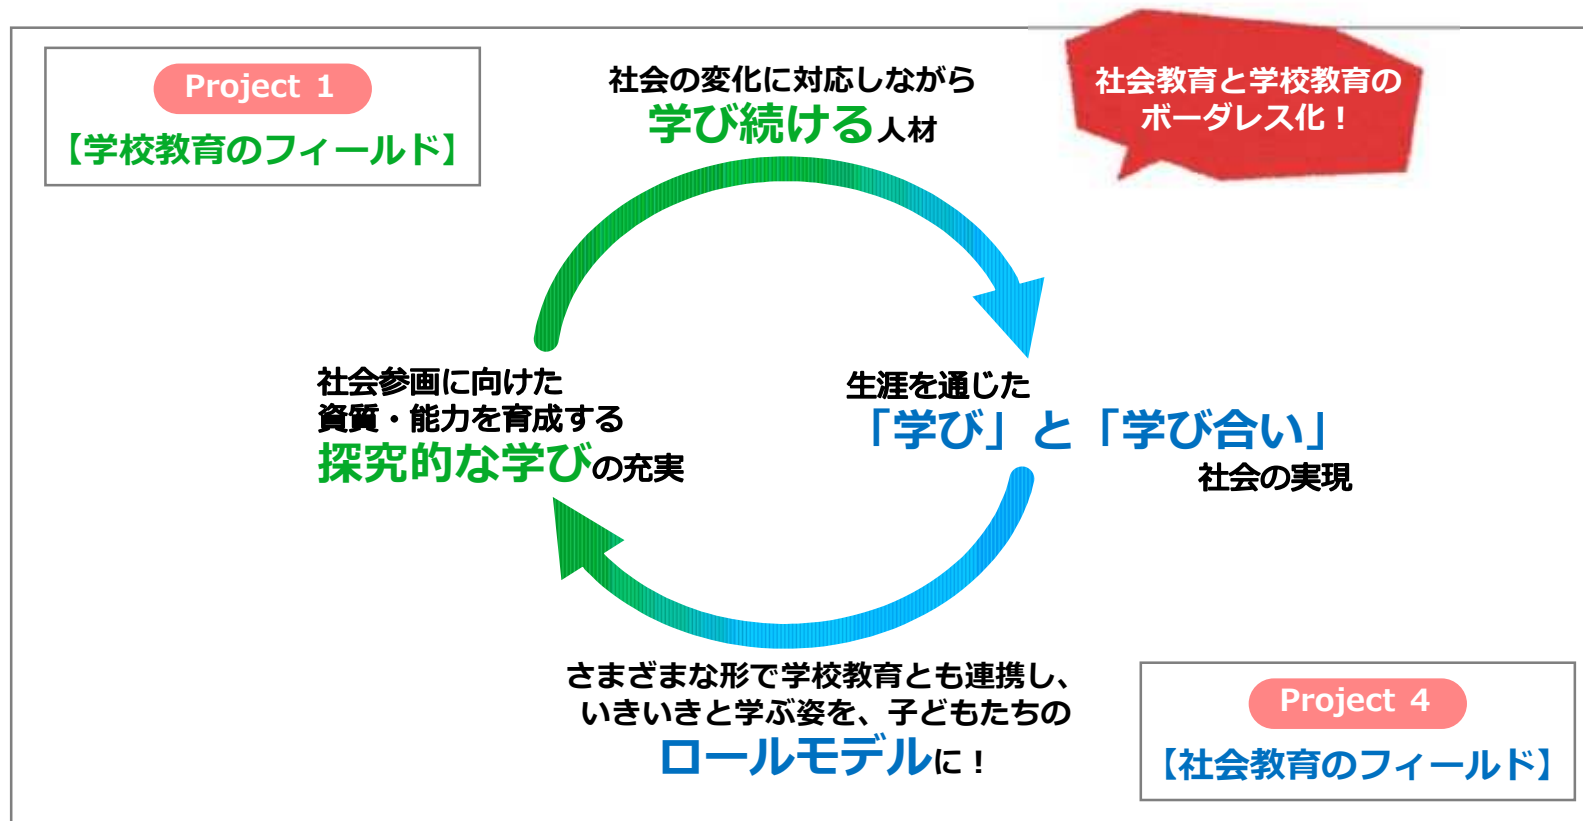 Project 1
【学校教育のフィールド】
社会の変化に対応しながら
学び続ける人材
社会教育と学校教育の
ボーダレス化！
社会参画に向けた
資質・能力を育成する
探究的な学びの充実
生涯を通じた
「学び」と「学び合い」
社会の実現
さまざまな形で学校教育とも連携し、
いきいきと学ぶ姿を、子どもたちの
ロールモデルに！
Project 4
【社会教育のフィールド】